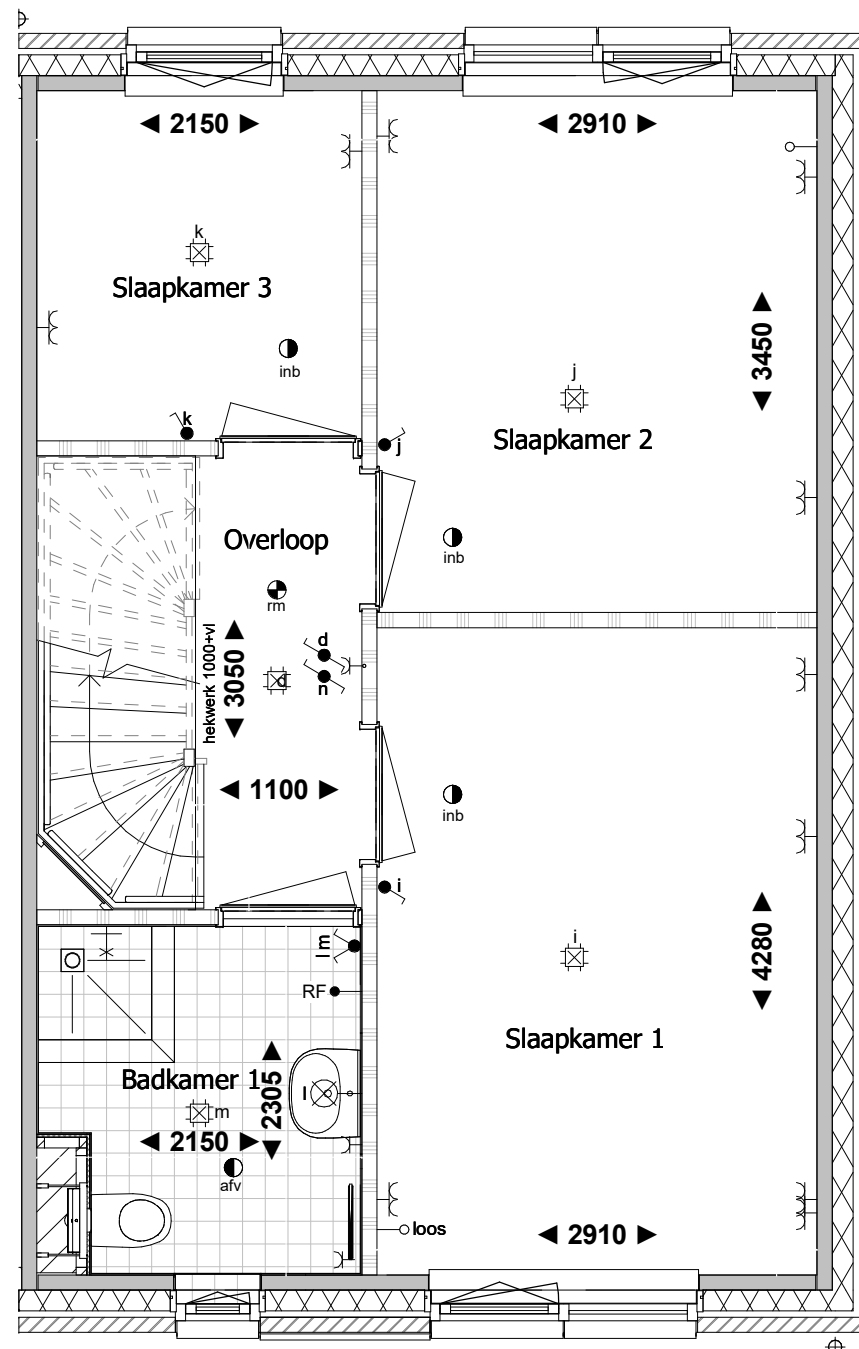 ◄ 2150 ►
◄ 2910 ►
k
Slaapkamer 3
inb
k
◄ 3450 ►
j
Slaapkamer 2
j
inb
Overloop
rm
hekwerk 1000+vl
◄ 3050 ►
d
d
n
◄ 1100 ►
inb
i
l m
RF
i
◄ 4280 ►
Slaapkamer 1
Badkamer 1
◄ 2305 ►
l
m
◄ 2150 ►
afv
loos
◄ 2910 ►